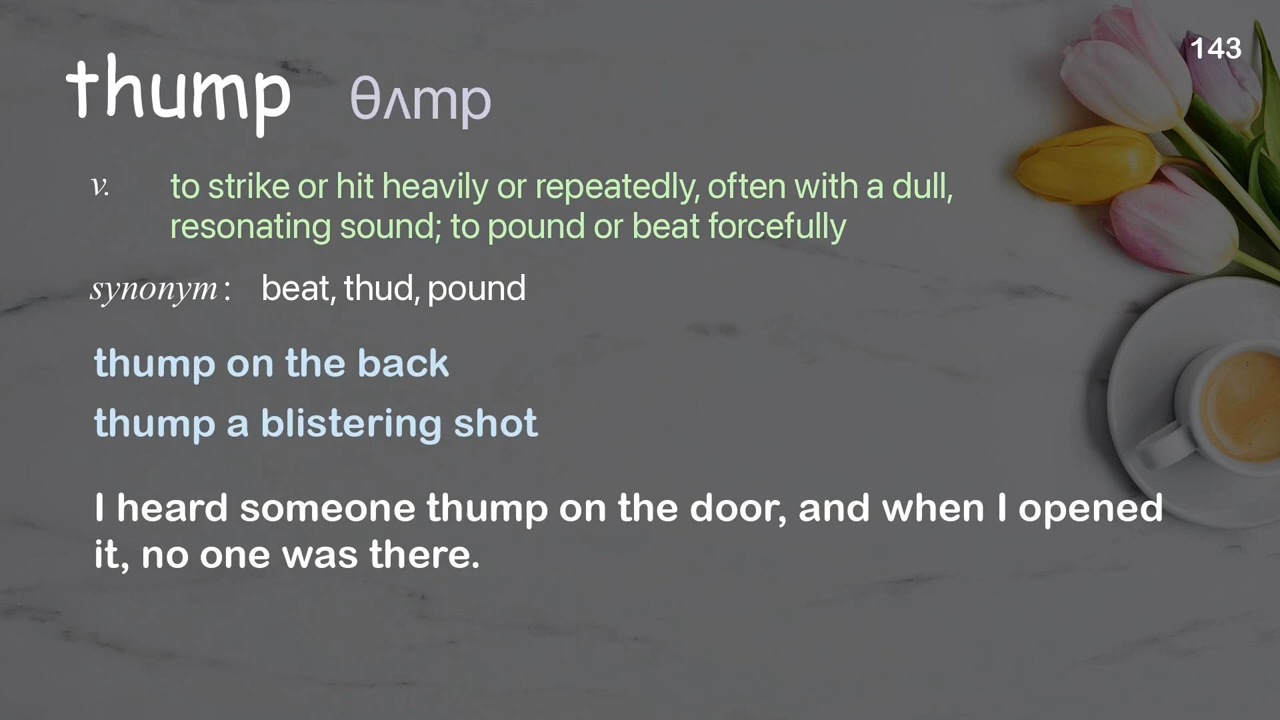 143
thump θʌmp
v. to strike or hit heavily or repeatedly, often with a dull,
resonating sound; to pound or beat forcefully
synonym : beat, thud, pound
thump on the back
thump a blistering shot
I heard someone thump on the door, and when I opened
it, no one was there.